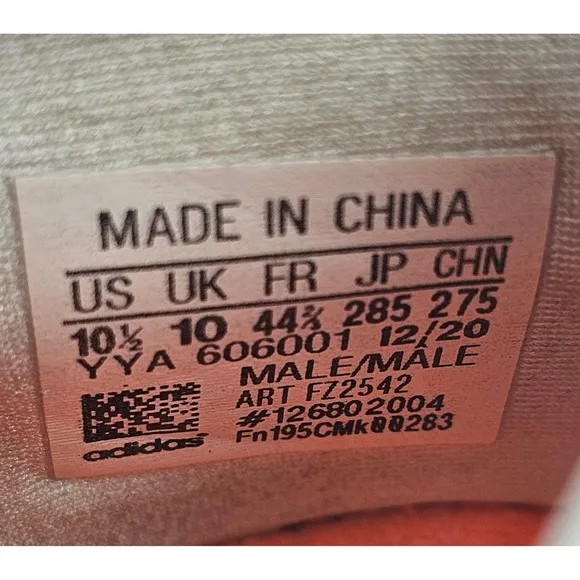 MADE IN CHINA
US UK FR JP CHN
10½ 10 44⅔ 285 275
YYA 606001 12/20
MALE/MÂLE
ART FZ2542
#126802004
adidas Fn195CMk00283